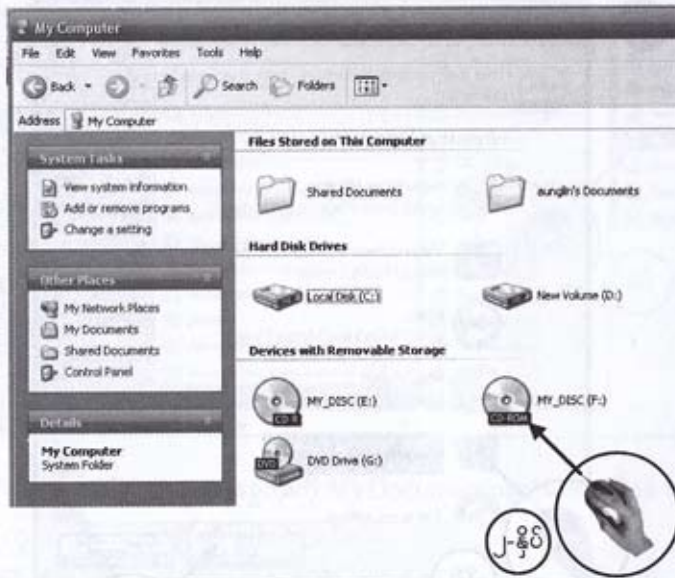 My Computer
File Edit View Favorites Tools Help
Back Search Folders
Address My Computer
System Tasks
View system information
Add or remove programs
Change a setting
Other Places
My Network Places
My Documents
Shared Documents
Control Panel
Details
My Computer
System Folder
Files Stored on This Computer
Shared Documents aunglin's Documents
Hard Disk Drives
Local Disk (C:) New Volume (D:)
Devices with Removable Storage
MY_DISC (E:) MY_DISC (F:)
CD-R CD-ROM
DVD DVD Drive (G:)